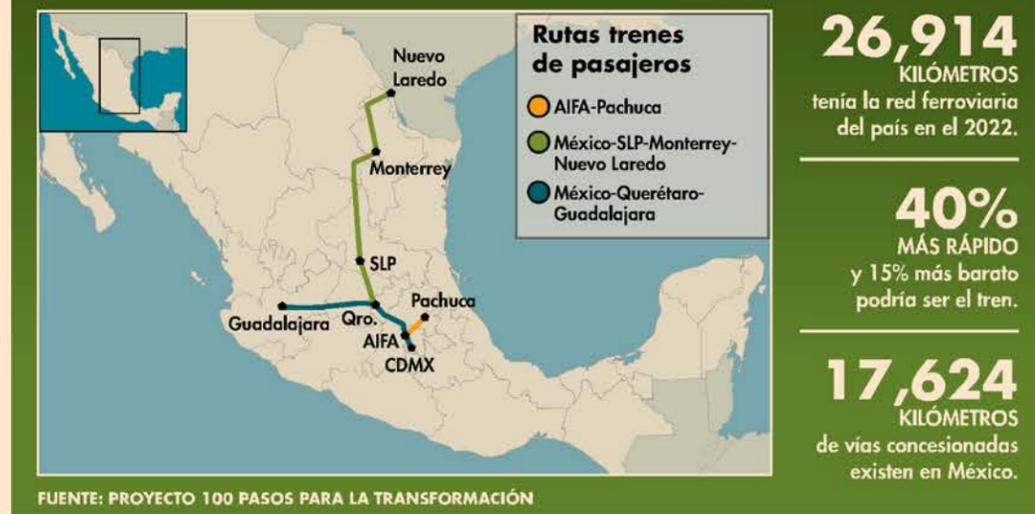 Nuevo
Laredo
Monterrey
SLP
Pachuca
Guadalajara
Qro.
AIFA
CDMX
Rutas trenes
de pasajeros
AIFA-Pachuca
México-SLP-Monterrey-
Nuevo Laredo
México-Querétaro-
Guadalajara
26,914
KILÓMETROS
tenía la red ferroviaria
del país en el 2022.
40%
MÁS RÁPIDO
y 15% más barato
podría ser el tren.
17,624
KILÓMETROS
de vías concesionadas
existen en México.
FUENTE: PROYECTO 100 PASOS PARA LA TRANSFORMACIÓN